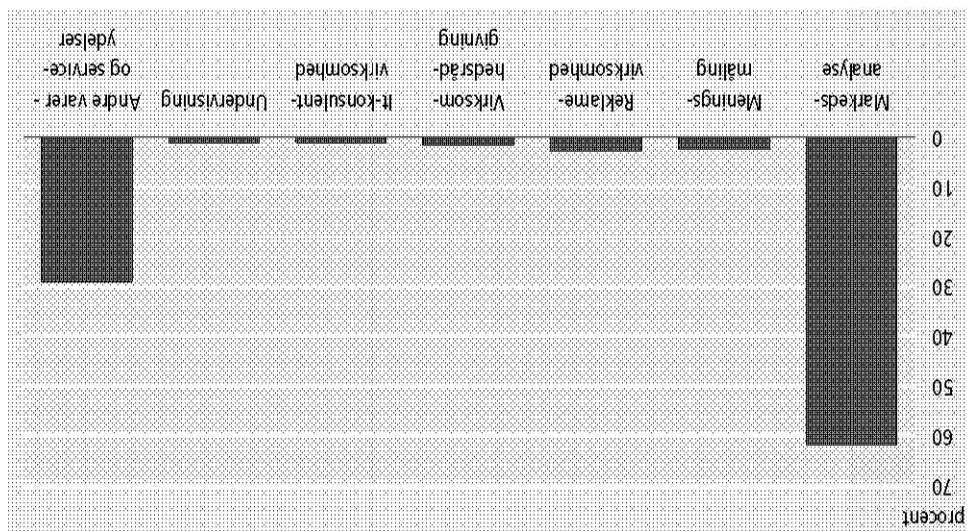 procent
70
60
50
40
30
20
10
0
Markeds-
analyse
Menings-
måling
Reklame-
virksomhed
Virksom-
hedsråd-
givning
It-konsulent-
virksomhed
Undervisning
Andre varer -
og service-
ydelser